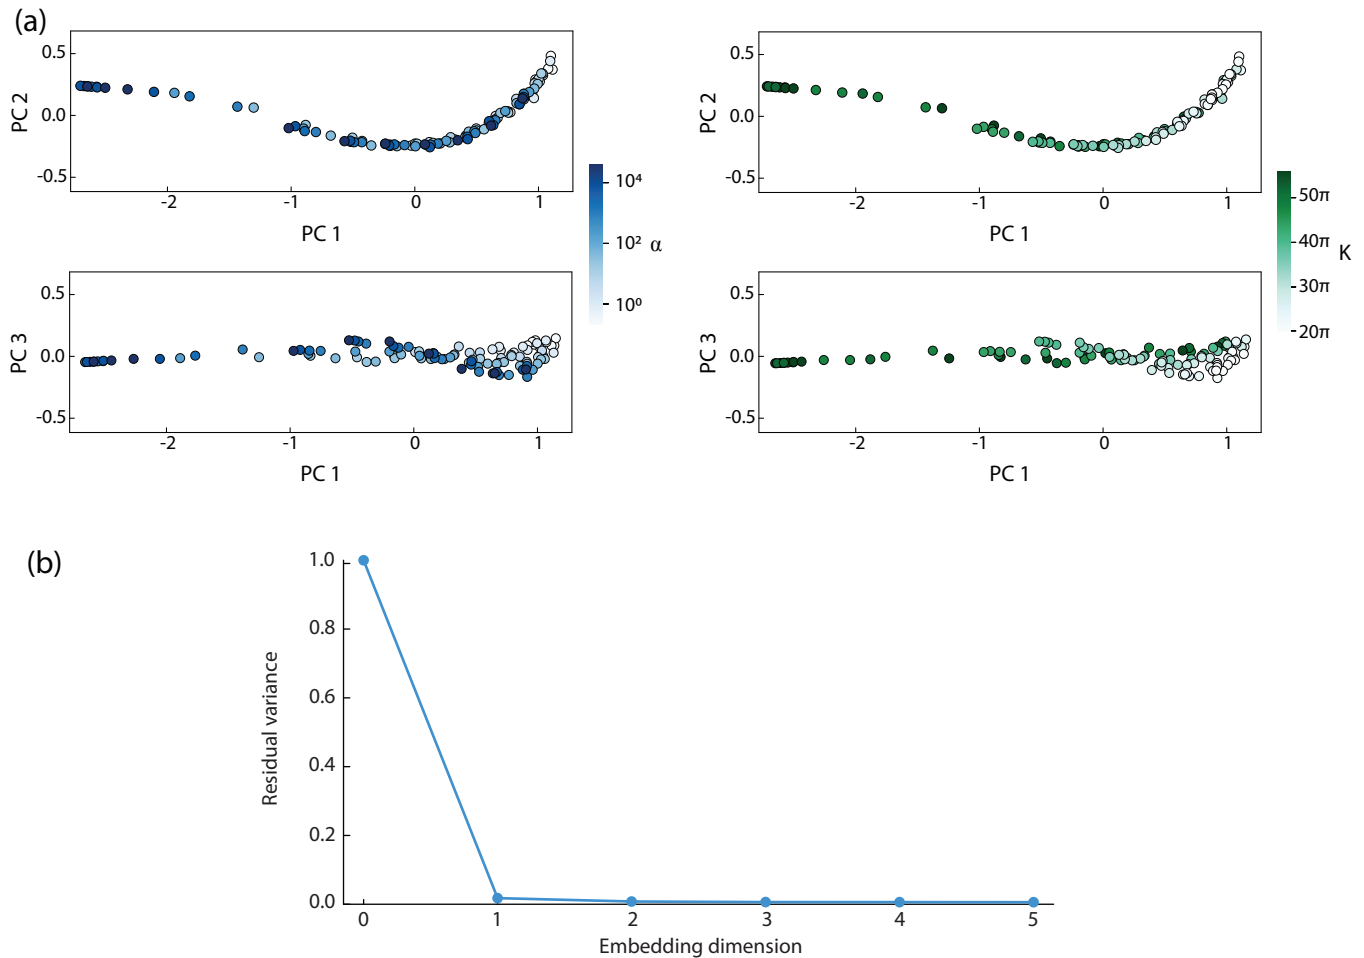 (a)
PC 2
0.5
0.0
-0.5
-2
-1
0
1
PC 1
10⁴
10²
10⁰
α
PC 2
0.5
0.0
-0.5
-2
-1
0
1
PC 1
50π
40π
30π
20π
K
PC 3
0.5
0.0
-0.5
-2
-1
0
1
PC 1
PC 3
0.5
0.0
-0.5
-2
-1
0
1
PC 1
(b)
Residual variance
1.0
0.8
0.6
0.4
0.2
0.0
0
1
2
3
4
5
Embedding dimension